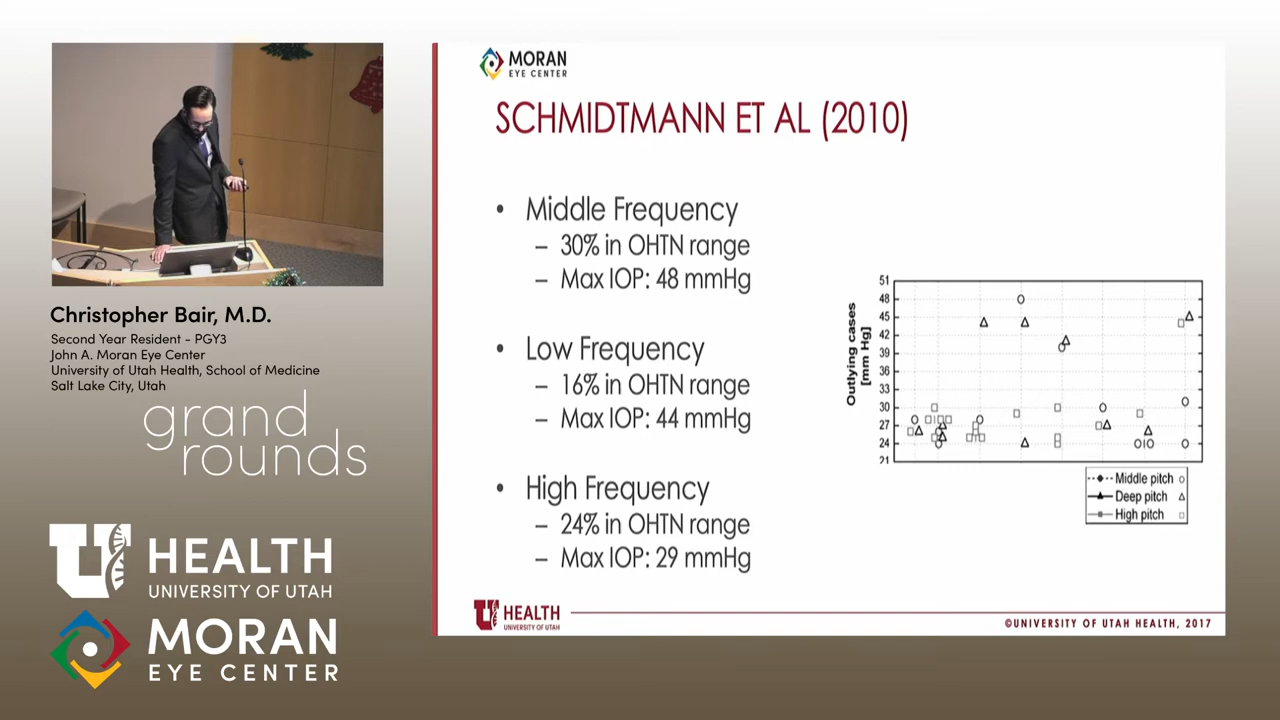 Christopher Bair, M.D.
Second Year Resident - PGY3
John A. Moran Eye Center
University of Utah Health, School of Medicine
Salt Lake City, Utah
grand
rounds
U HEALTH
UNIVERSITY OF UTAH
MORAN
EYE CENTER
MORAN
EYE CENTER
SCHMIDTMANN ET AL (2010)
• Middle Frequency
– 30% in OHTN range
– Max IOP: 48 mmHg
• Low Frequency
– 16% in OHTN range
– Max IOP: 44 mmHg
• High Frequency
– 24% in OHTN range
– Max IOP: 29 mmHg
Outlying cases
[mm Hg]
51
48
45
42
39
36
33
30
27
24
21
Middle pitch
Deep pitch
High pitch
U HEALTH
UNIVERSITY OF UTAH
©UNIVERSITY OF UTAH HEALTH, 2017